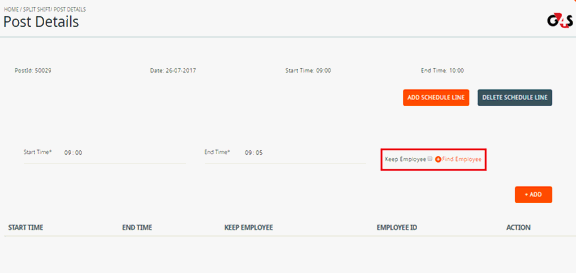 HOME / SPLIT SHIFT/ POST DETAILS
Post Details
G4S
PostId: 50029 Date: 26-07-2017 Start Time: 09:00 End Time: 10:00
ADD SCHEDULE LINE DELETE SCHEDULE LINE
Start Time* 09:00 End Time* 09:05 Keep Employee Find Employee
+ ADD
START TIME END TIME KEEP EMPLOYEE EMPLOYEE ID ACTION